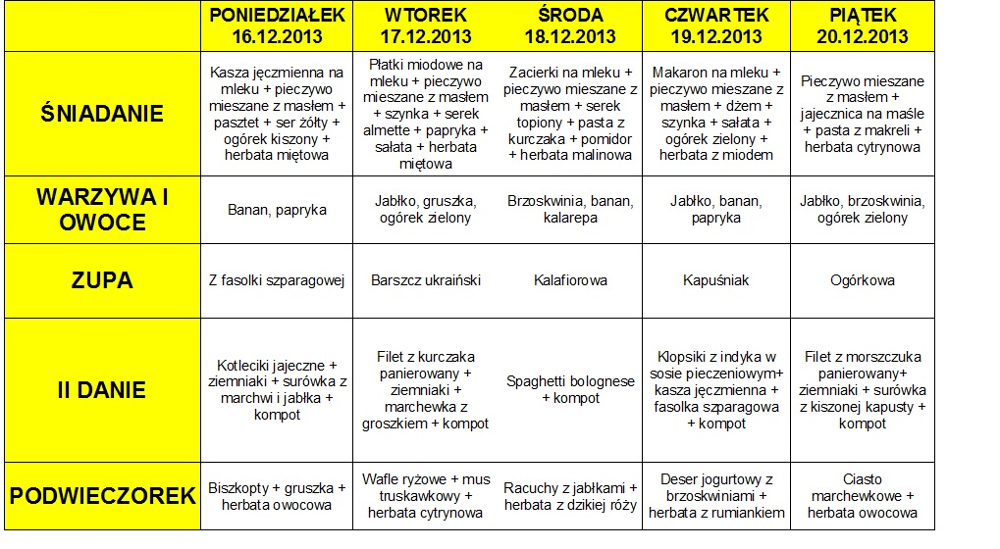 PONIEDZIAŁEK
16.12.2013
WTOREK
17.12.2013
ŚRODA
18.12.2013
CZWARTEK
19.12.2013
PIĄTEK
20.12.2013
ŚNIADANIE
Kasza jęczmienna na
mleku + pieczywo
mieszane z masłem +
pasztet + ser żółty +
ogórek kiszony +
herbata miętowa
Płatki miodowe na
mleku + pieczywo
mieszane z masłem
+ szynka + serek
almette + papryka +
sałata + herbata
miętowa
Zacierki na mleku +
pieczywo mieszane z
masłem + serek
topiony + pasta z
kurczaka + pomidor
+ herbata malinowa
Makaron na mleku +
pieczywo mieszane z
masłem + dżem +
szynka + sałata +
ogórek zielony +
herbata z miodem
Pieczywo mieszane
z masłem +
jajecznica na maśle
+ pasta z makreli +
herbata cytrynowa
WARZYWA I
OWOCE
Banan, papryka
Jabłko, gruszka,
ogórek zielony
Brzoskwinia, banan,
kalarepa
Jabłko, banan,
papryka
Jabłko, brzoskwinia,
ogórek zielony
ZUPA
Z fasolki szparagowej
Barszcz ukraiński
Kalafiorowa
Kapuśniak
Ogórkowa
II DANIE
Kotleciki jajeczne +
ziemniaki + surówka z
marchwi i jabłka +
kompot
Filet z kurczaka
panierowany +
ziemniaki +
marchewka z
groszkiem + kompot
Spaghetti bolognese
+ kompot
Klopsiki z indyka w
sosie pieczeniowym+
kasza jęczmienna +
fasolka szparagowa
+ kompot
Filet z morszczuka
panierowany+
ziemniaki + surówka
z kiszonej kapusty +
kompot
PODWIECZOREK
Biszkopty + gruszka +
herbata owocowa
Wafle ryżowe + mus
truskawkowy +
herbata cytrynowa
Racuchy z jabłkami +
herbata z dzikiej róży
Deser jogurtowy z
brzoskwiniami +
herbata z rumiankiem
Ciasto
marchewkowe +
herbata owocowa